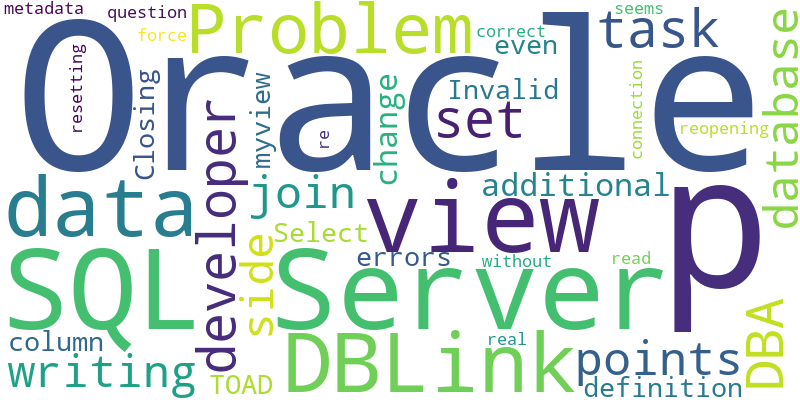 metadata
question
force
resetting
Closing
Oracle
Problem
correct
even
seems
task
database
myview
re
change
Invalid
set
connection
reopening
data
developer
join
view
additional
p
side
Select
errors
SQL
Server
without
read
column
writing
TOAD
DBLink
real
points
definition
DBA